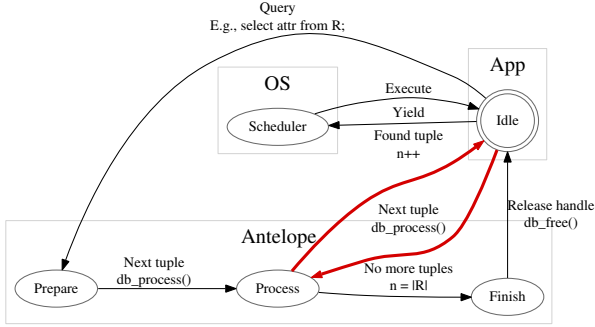 Query
E.g., select attr from R;
App
OS
Execute
Idle
Yield
Scheduler
Found tuple
n++
Next tuple
db_process()
Release handle
db_free()
Antelope
Next tuple
db_process()
No more tuples
n = |R|
Prepare
Process
Finish